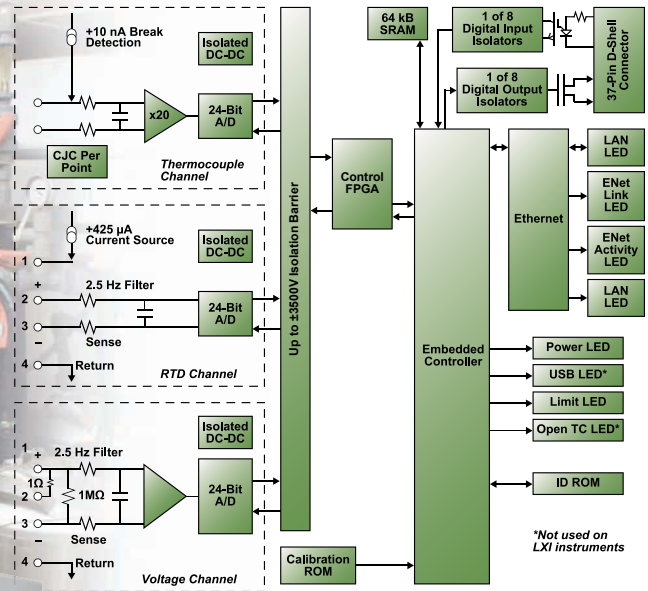 +10 nA Break
Detection
Isolated
DC-DC
x20
24-Bit
A/D
CJC Per
Point
Thermocouple
Channel
+425 µA
Current Source
Isolated
DC-DC
1
+
2
2.5 Hz Filter
24-Bit
A/D
3
–
Sense
4
Return
RTD Channel
Isolated
DC-DC
1
+
2.5 Hz Filter
1Ω
2
1MΩ
24-Bit
A/D
3
–
Sense
4
Return
Voltage Channel
Up to ±3500V Isolation Barrier
Control
FPGA
Calibration
ROM
64 kB
SRAM
1 of 8
Digital Input
Isolators
1 of 8
Digital Output
Isolators
37-Pin D-Shell
Connector
Embedded
Controller
Ethernet
LAN
LED
ENet
Link
LED
ENet
Activity
LED
LAN
LED
Power LED
USB LED*
Limit LED
Open TC LED*
ID ROM
*Not used on
LXI instruments